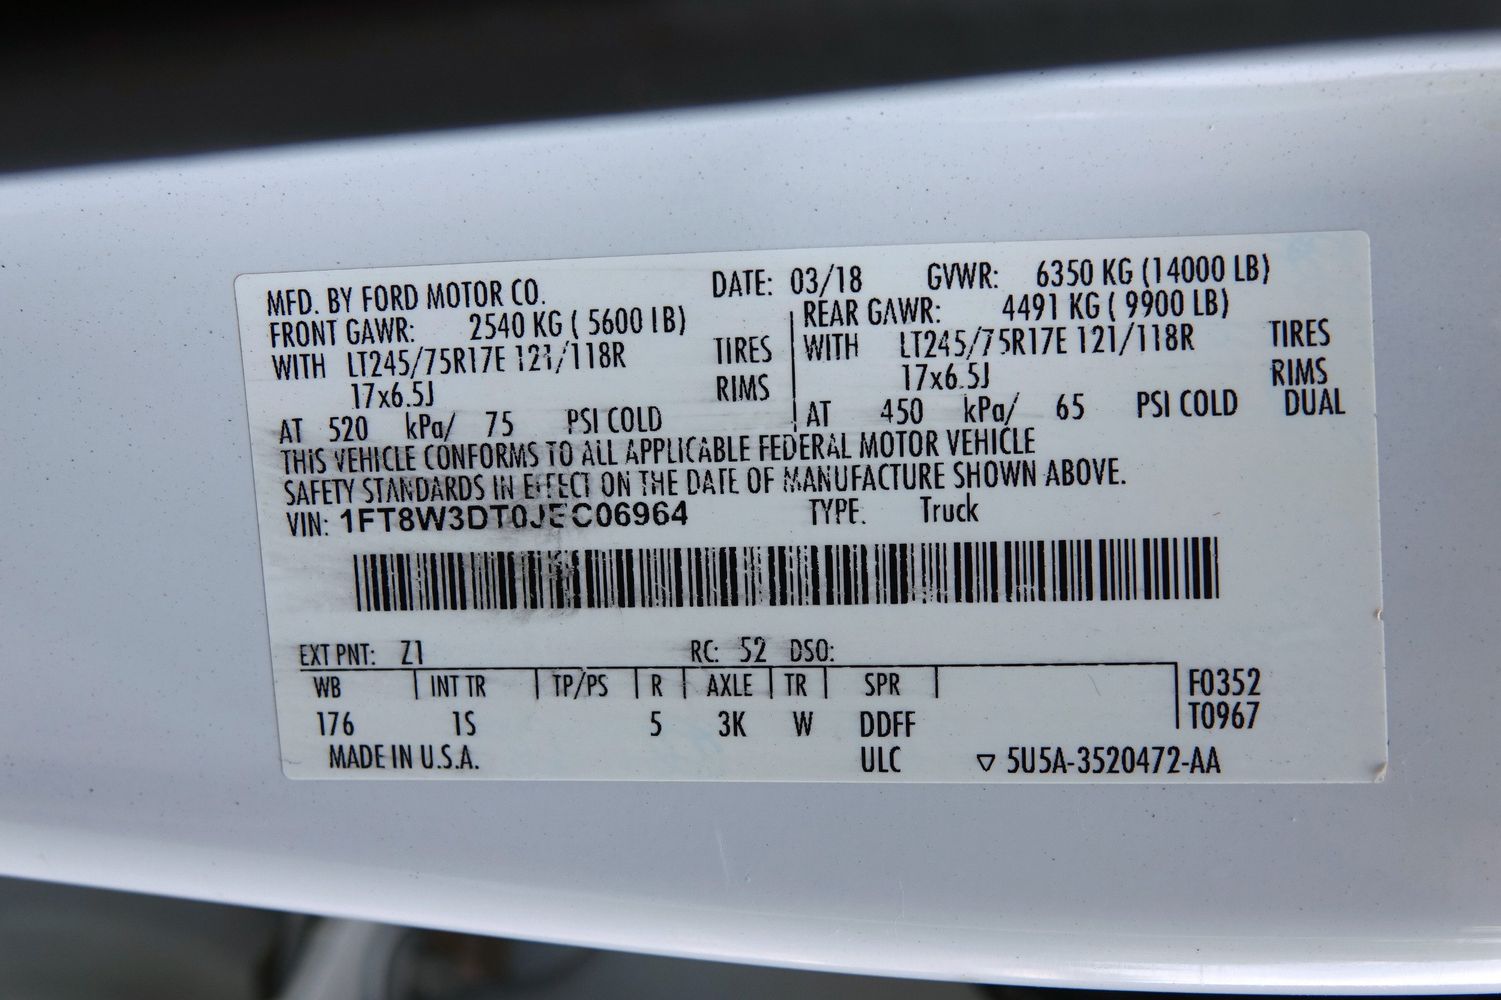 MFD. BY FORD MOTOR CO. DATE: 03/18 GVWR: 6350 KG (14000 LB)
FRONT GAWR: 2540 KG ( 5600 LB) REAR GAWR: 4491 KG ( 9900 LB)
WITH LT245/75R17E 121/118R TIRES WITH LT245/75R17E 121/118R TIRES
17x6.5J RIMS 17x6.5J RIMS
AT 520 kPa/ 75 PSI COLD AT 450 kPa/ 65 PSI COLD DUAL
THIS VEHICLE CONFORMS TO ALL APPLICABLE FEDERAL MOTOR VEHICLE
SAFETY STANDARDS IN EFFECT ON THE DATE OF MANUFACTURE SHOWN ABOVE.
VIN: 1FT8W3DT0JEC06964 TYPE: Truck
EXT PNT: Z1 RC: 52 DSO:
WB INT TR TP/PS R AXLE TR SPR F0352
176 1S 5 3K W DDFF T0967
MADE IN U.S.A. ULC ▽ 5U5A-3520472-AA